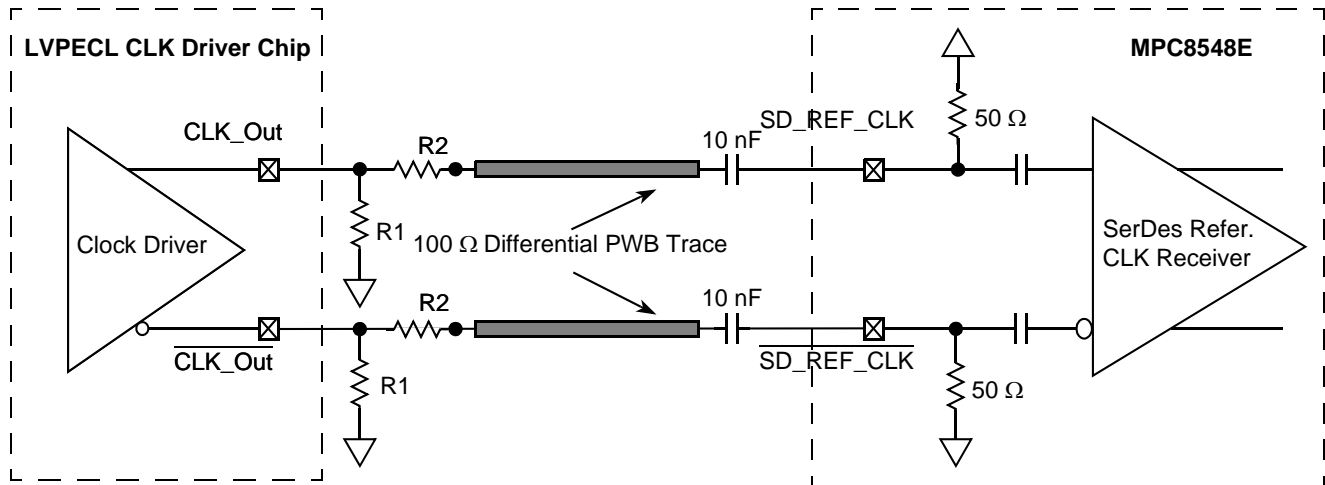 LVPECL CLK Driver Chip
MPC8548E
CLK_Out
SD_REF_CLK
50 Ω
10 nF
R2
Clock Driver
R1
100 Ω Differential PWB Trace
SerDes Refer.
CLK Receiver
R2
10 nF
CLK_Out
SD_REF_CLK
R1
50 Ω